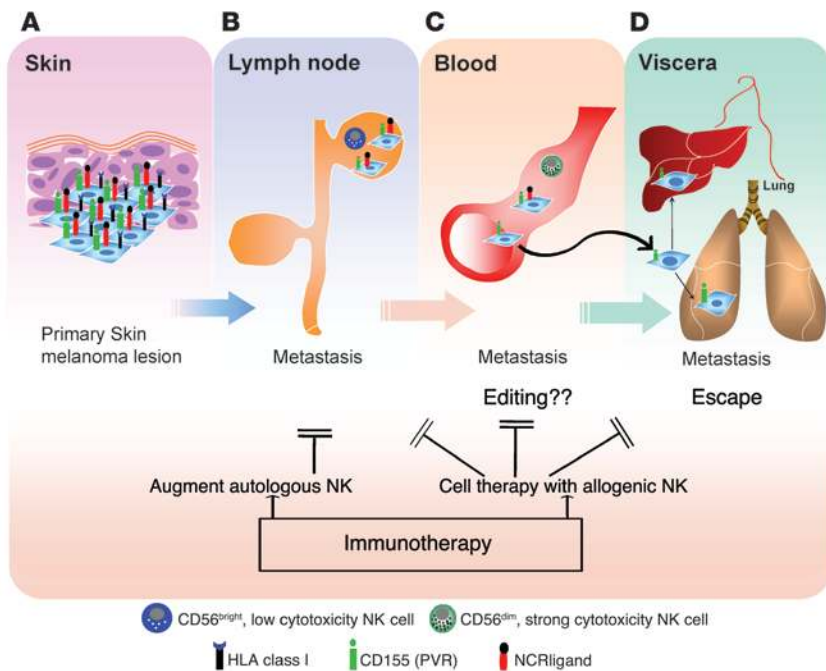 A
B
C
D
Skin
Lymph node
Blood
Viscera
Lung
Primary Skin
melanoma lesion
Metastasis
Metastasis
Metastasis
Editing??
Escape
Augment autologous NK
Cell therapy with allogenic NK
Immunotherapy
CD56bright, low cytotoxicity NK cell
CD56dim, strong cytotoxicity NK cell
HLA class I
CD155 (PVR)
NCRligand